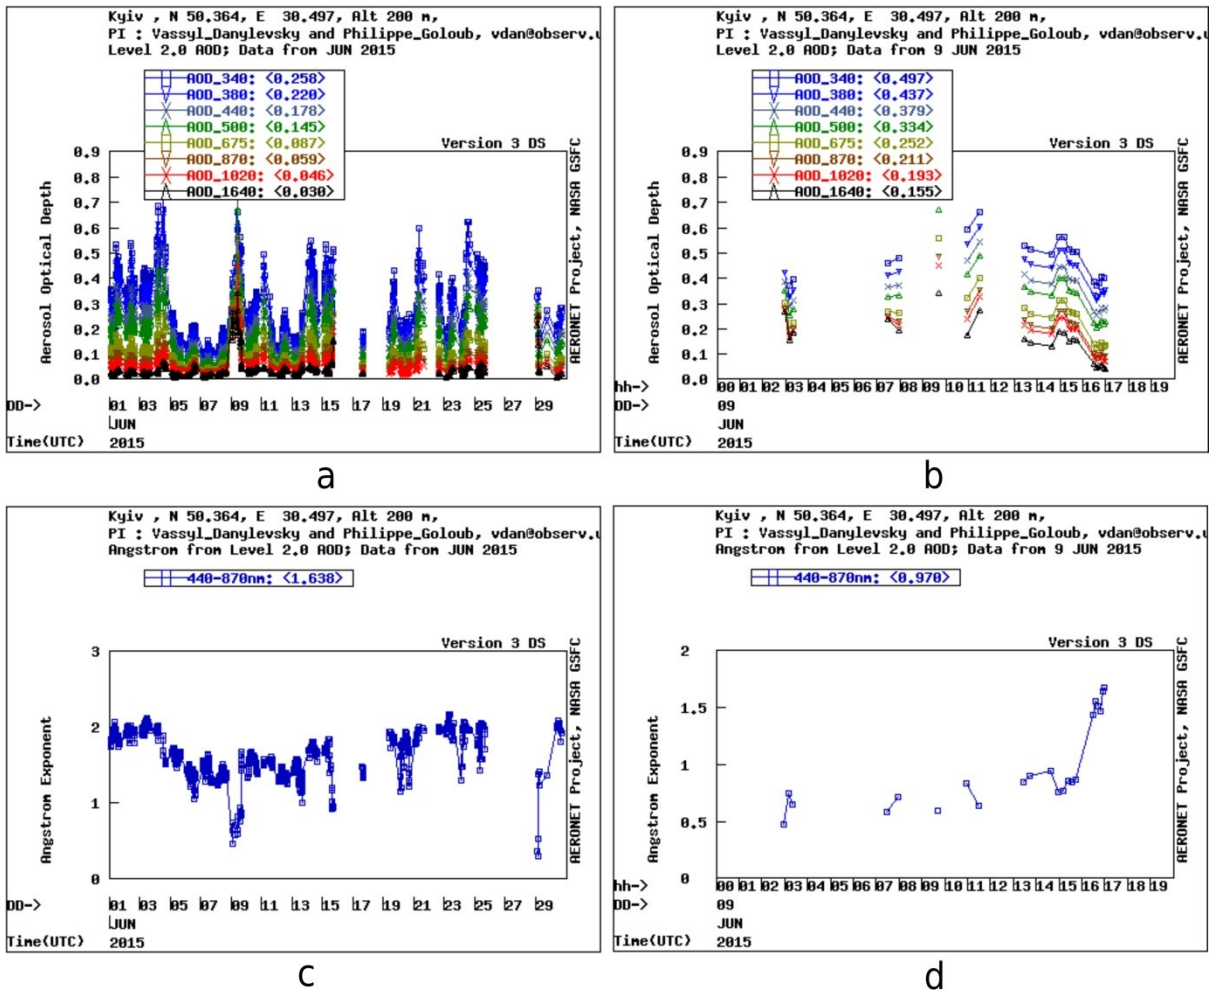 Kyiv , N 50.364, E  30.497, Alt 200 m,
PI : Vassyl_Danylevsky and Philippe_Goloub, vdan@observ.u
Level 2.0 AOD; Data from JUN 2015
AOD_340: <0.258>
AOD_380: <0.220>
AOD_440: <0.178>
AOD_500: <0.145>
AOD_675: <0.087>
AOD_870: <0.059>
AOD_1020: <0.046>
AOD_1640: <0.030>
Version 3 DS
0.9
0.8
0.7
0.6
0.5
0.4
0.3
0.2
0.1
0.0
Aerosol Optical Depth
AERONET Project, NASA GSFC
DD->
01 03 05 07 09 11 13 15 17 19 21 23 25 27 29
JUN
Time(UTC) 2015
a
Kyiv , N 50.364, E  30.497, Alt 200 m,
PI : Vassyl_Danylevsky and Philippe_Goloub, vdan@observ.u
Level 2.0 AOD; Data from 9 JUN 2015
AOD_340: <0.497>
AOD_380: <0.437>
AOD_440: <0.379>
AOD_500: <0.334>
AOD_675: <0.252>
AOD_870: <0.211>
AOD_1020: <0.193>
AOD_1640: <0.155>
Version 3 DS
0.9
0.8
0.7
0.6
0.5
0.4
0.3
0.2
0.1
0.0
Aerosol Optical Depth
AERONET Project, NASA GSFC
hh-> 00 01 02 03 04 05 06 07 08 09 10 11 12 13 14 15 16 17 18 19
DD-> 09
JUN
Time(UTC) 2015
b
Kyiv , N 50.364, E  30.497, Alt 200 m,
PI : Vassyl_Danylevsky and Philippe_Goloub, vdan@observ.u
Angstrom from Level 2.0 AOD; Data from JUN 2015
440-870nm: <1.638>
Version 3 DS
3
2
1
0
Angstrom Exponent
AERONET Project, NASA GSFC
DD-> 01 03 05 07 09 11 13 15 17 19 21 23 25 27 29
JUN
Time(UTC) 2015
c
Kyiv , N 50.364, E  30.497, Alt 200 m,
PI : Vassyl_Danylevsky and Philippe_Goloub, vdan@observ.u
Angstrom from Level 2.0 AOD; Data from 9 JUN 2015
440-870nm: <0.970>
Version 3 DS
2
1.5
1
0.5
0
Angstrom Exponent
AERONET Project, NASA GSFC
hh-> 00 01 02 03 04 05 06 07 08 09 10 11 12 13 14 15 16 17 18 19
DD-> 09
JUN
Time(UTC) 2015
d